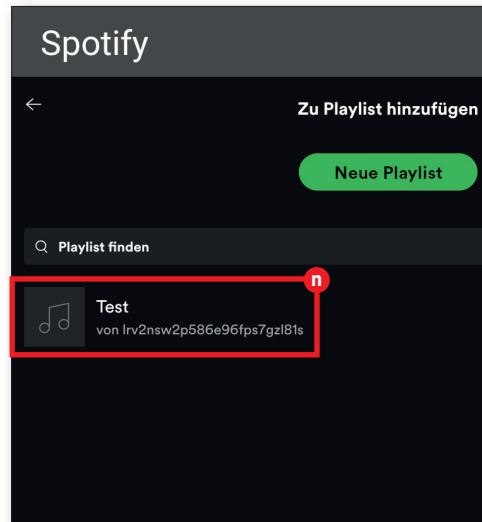 Spotify
Zu Playlist hinzufügen
Neue Playlist
Playlist finden
n
Test
von lrv2nsw2p586e96fps7gzl81s